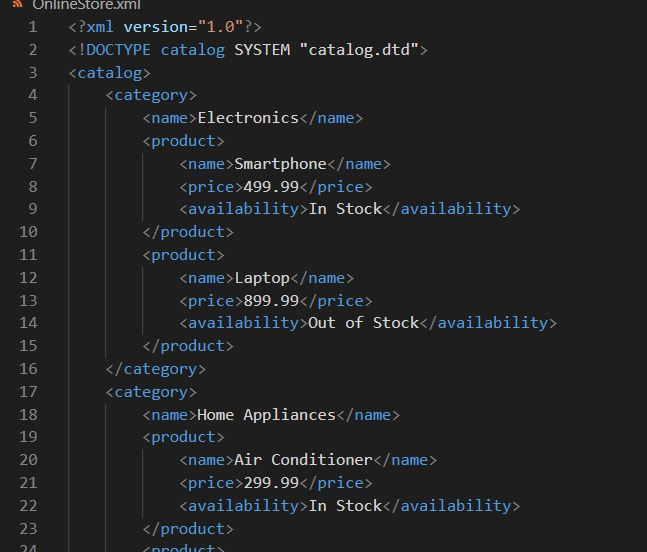 OnlineStore.xml
1 <?xml version="1.0"?>
2 <!DOCTYPE catalog SYSTEM "catalog.dtd">
3 <catalog>
4     <category>
5         <name>Electronics</name>
6         <product>
7             <name>Smartphone</name>
8             <price>499.99</price>
9             <availability>In Stock</availability>
10         </product>
11         <product>
12             <name>Laptop</name>
13             <price>899.99</price>
14             <availability>Out of Stock</availability>
15         </product>
16     </category>
17     <category>
18         <name>Home Appliances</name>
19         <product>
20             <name>Air Conditioner</name>
21             <price>299.99</price>
22             <availability>In Stock</availability>
23         </product>
24         <product>